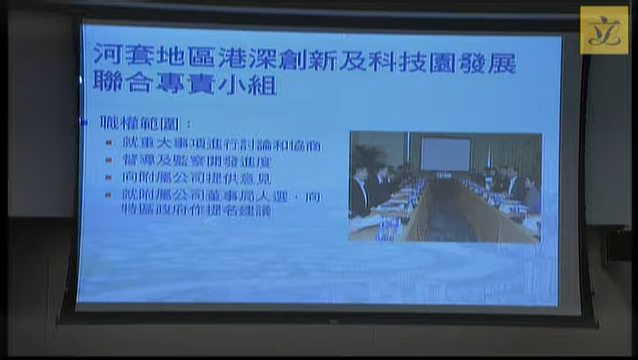 河套地區港深創新及科技園發展
聯合專責小組
職權範圍：
就重大事項進行討論和協商
督導及監察開發進度
向附屬公司提供意見
就附屬公司董事局人選，向
特區政府作提名建議
立